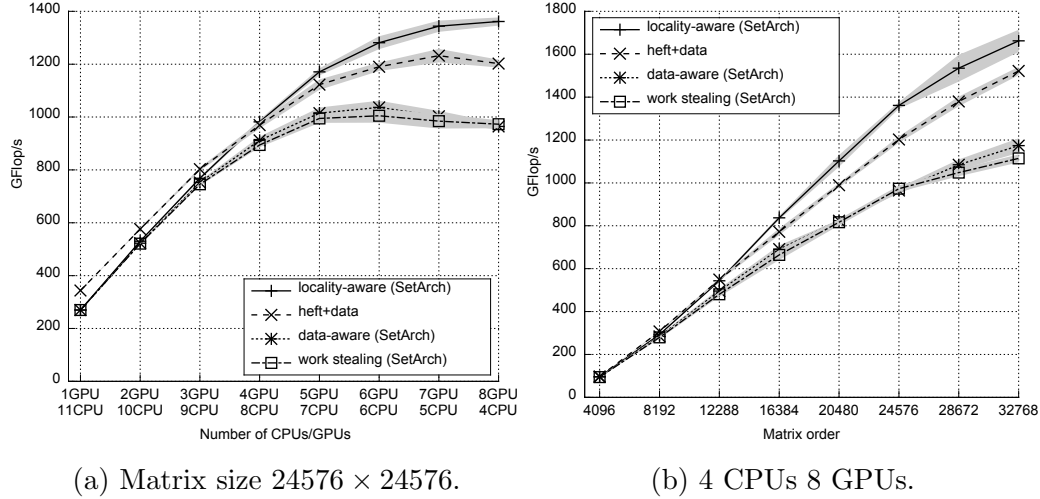 1400
1200
1000
800
600
400
200
0
GFlop/s
locality-aware (SetArch)
heft+data
data-aware (SetArch)
work stealing (SetArch)
1GPU 2GPU 3GPU 4GPU 5GPU 6GPU 7GPU 8GPU
11CPU 10CPU 9CPU 8CPU 7CPU 6CPU 5CPU 4CPU
Number of CPUs/GPUs
(a) Matrix size 24576 × 24576.
1800
1600
1400
1200
1000
800
600
400
200
0
GFlop/s
locality-aware (SetArch)
heft+data
data-aware (SetArch)
work stealing (SetArch)
4096 8192 12288 16384 20480 24576 28672 32768
Matrix order
(b) 4 CPUs 8 GPUs.